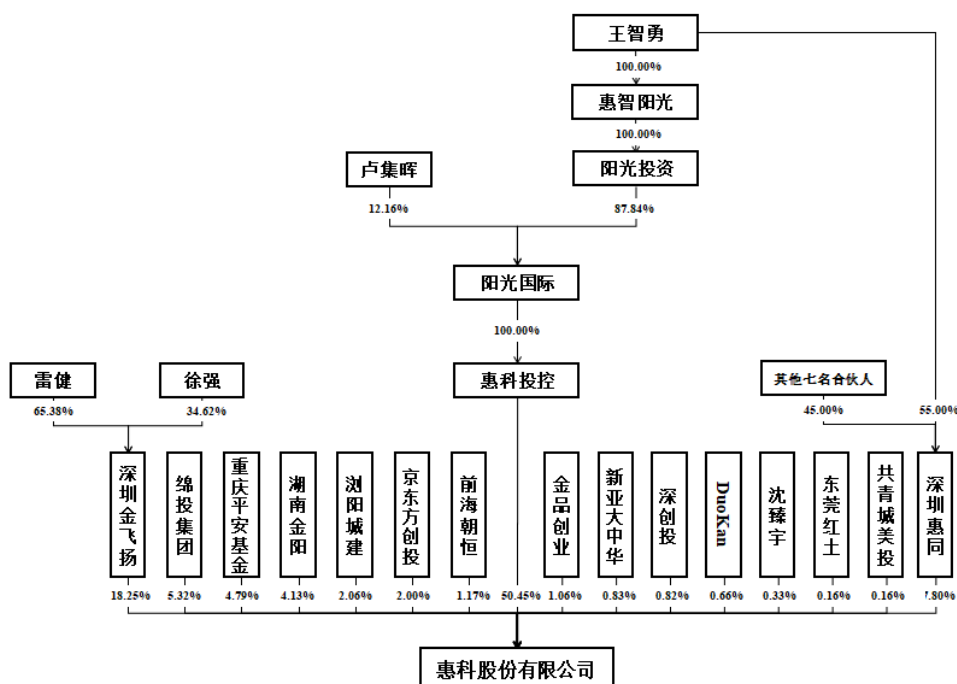 王智勇
100.00%
惠智阳光
100.00%
卢集晖
阳光投资
12.16%
87.84%
阳光国际
100.00%
雷健
徐强
惠科投控
其他七名合伙人
65.38%
34.62%
45.00%
55.00%
深圳金飞扬
绵投集团
重庆平安基金
湖南金阳
浏阳城建
京东方创投
前海朝恒
金品创业
新亚大中华
深创投
DuoKan
沈臻宇
东莞红土
共青城美投
深圳惠同
18.25%
5.32%
4.79%
4.13%
2.06%
2.00%
1.17%
50.45%
1.06%
0.83%
0.82%
0.66%
0.33%
0.16%
0.16%
7.80%
惠科股份有限公司